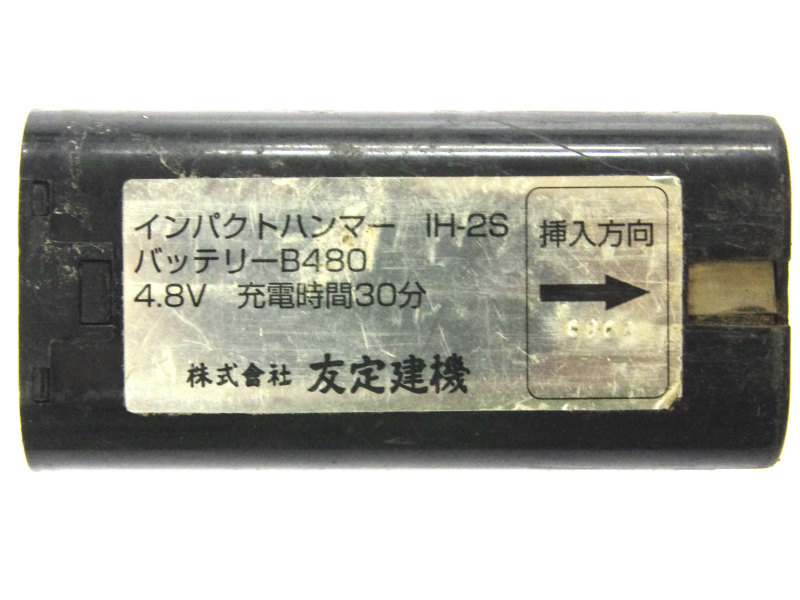 インパクトハンマー IH-2S
バッテリーB480
4.8V 充電時間30分
株式會社 友定建機
挿入方向